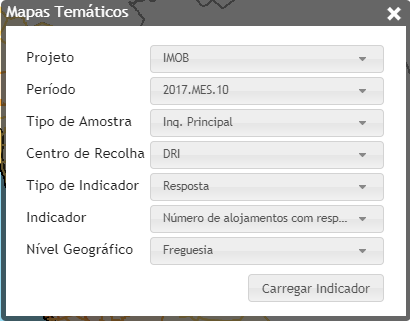 Mapas Temáticos
Projeto IMOB
Período 2017.MES.10
Tipo de Amostra Inq. Principal
Centro de Recolha DRI
Tipo de Indicador Resposta
Indicador Número de alojamentos com resp...
Nível Geográfico Freguesia
Carregar Indicador